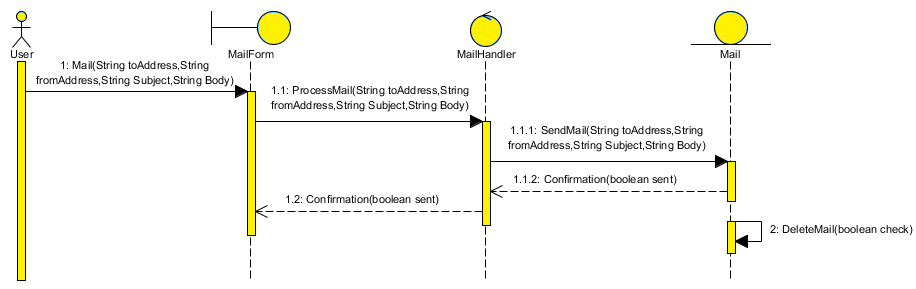 User
MailForm
MailHandler
Mail
1: Mail(String toAddress,String
fromAddress,String Subject,String Body)
1.1: ProcessMail(String toAddress,String
fromAddress,String Subject,String Body)
1.1.1: SendMail(String toAddress,String
fromAddress,String Subject,String Body)
1.1.2: Confirmation(boolean sent)
1.2: Confirmation(boolean sent)
2: DeleteMail(boolean check)